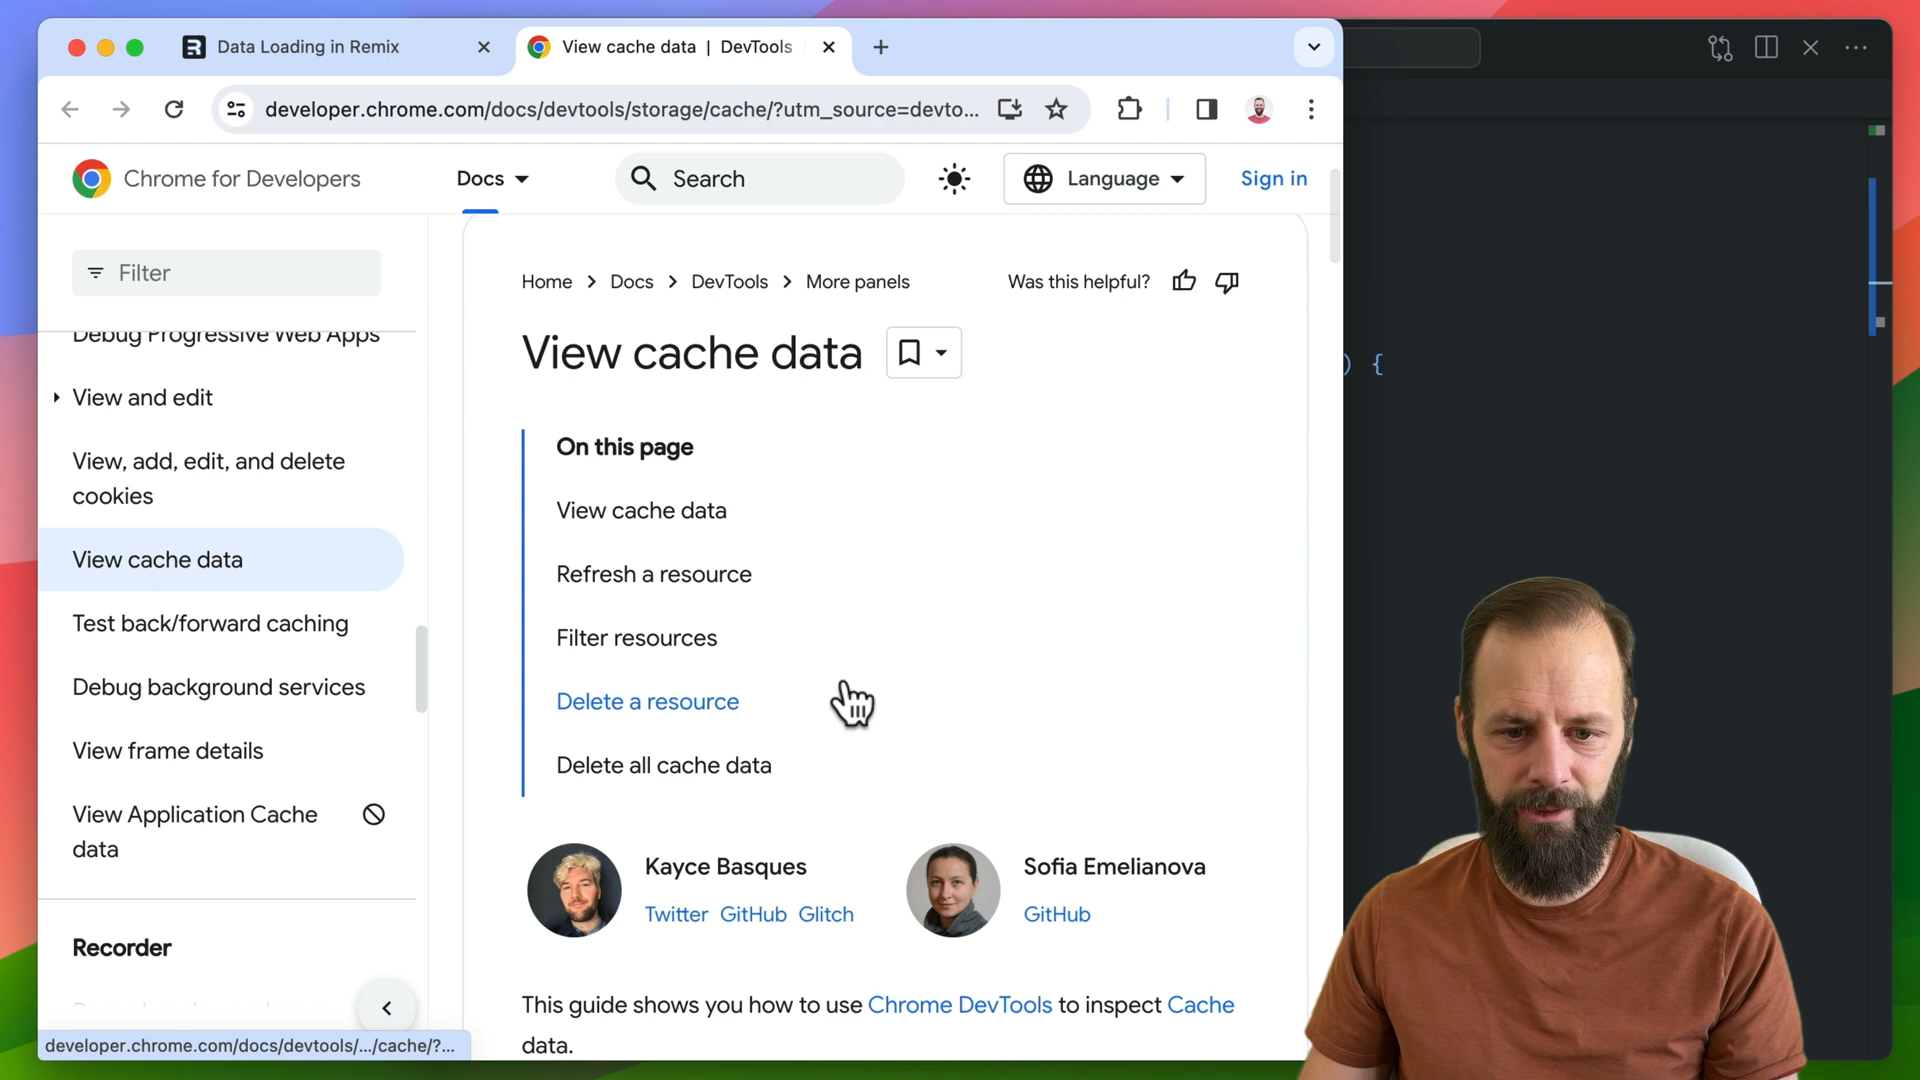 Data Loading in Remix
View cache data | DevTools
developer.chrome.com/docs/devtools/storage/cache/?utm_source=devto...
Chrome for Developers
Docs
Search
Language
Sign in
Filter
Debug Progressive Web Apps
View and edit
View, add, edit, and delete
cookies
View cache data
Test back/forward caching
Debug background services
View frame details
View Application Cache
data
Recorder
developer.chrome.com/docs/devtools/.../cache/?...
Home > Docs > DevTools > More panels
Was this helpful?
View cache data
On this page
View cache data
Refresh a resource
Filter resources
Delete a resource
Delete all cache data
Kayce Basques
Twitter GitHub Glitch
Sofia Emelianova
GitHub
This guide shows you how to use Chrome DevTools to inspect Cache
data.
) {